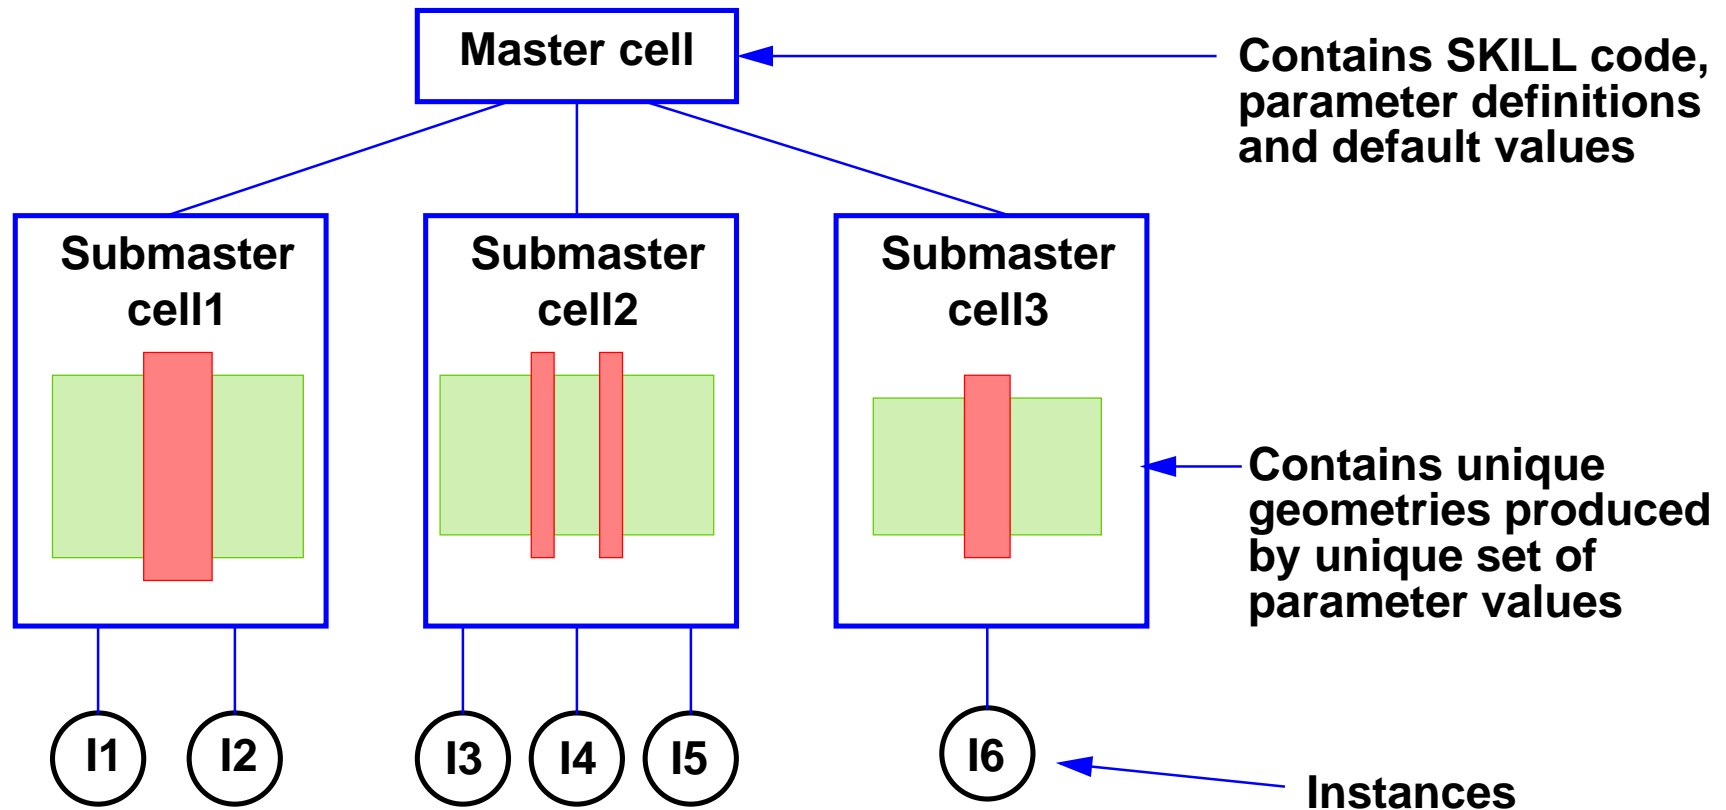 Master cell
Contains SKILL code,
parameter definitions
and default values
Submaster
cell1
Submaster
cell2
Submaster
cell3
Contains unique
geometries produced
by unique set of
parameter values
I1
I2
I3
I4
I5
I6
Instances